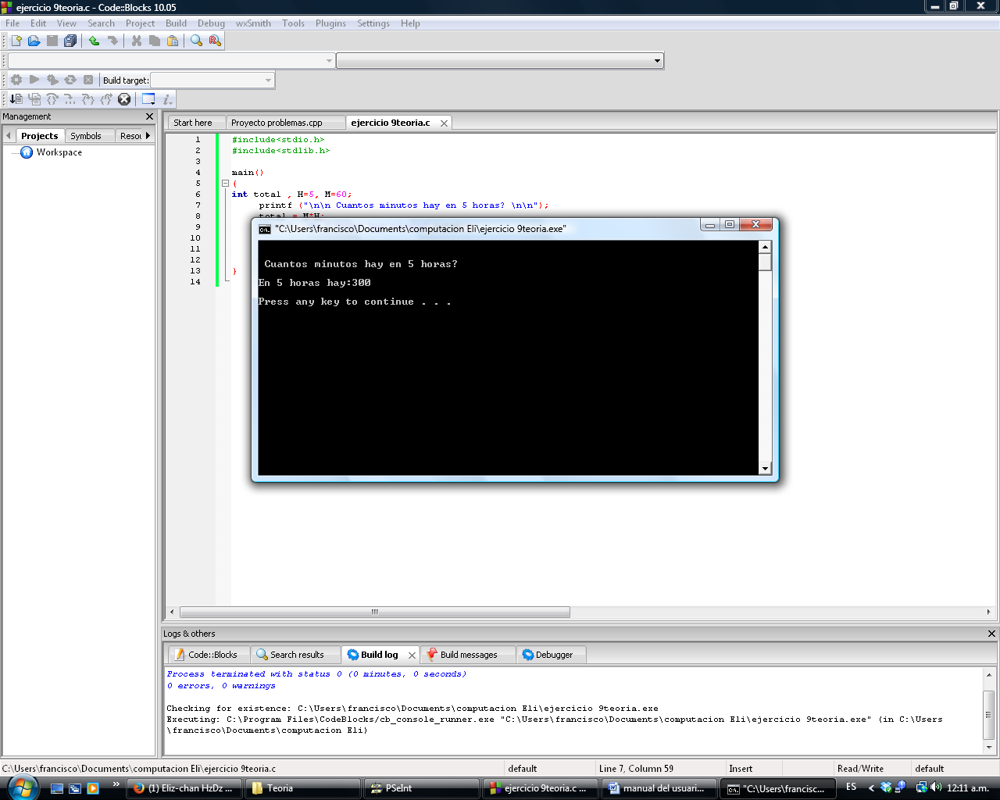 ejercicio 9teoria.c - Code::Blocks 10.05
File Edit View Search Project Build Debug wxSmith Tools Plugins Settings Help
Build target:
Management
Projects Symbols Resou
Workspace
Start here Proyecto problemas.cpp ejercicio 9teoria.c
1 #include<stdio.h>
2 #include<stdlib.h>
3
4 main()
5 {
6 int total , H=5, M=60;
7 printf ("\n\n Cuantos minutos hay en 5 horas? \n\n");
8 total = M*H;
9
10
11
12
13 }
14
"C:\Users\francisco\Documents\computacion Eli\ejercicio 9teoria.exe"
Cuantos minutos hay en 5 horas?
En 5 horas hay:300
Press any key to continue . . .
Logs & others
Code::Blocks Search results Build log Build messages Debugger
Process terminated with status 0 (0 minutes, 0 seconds)
0 errors, 0 warnings
Checking for existence: C:\Users\francisco\Documents\computacion Eli\ejercicio 9teoria.exe
Executing: C:\Program Files\CodeBlocks/cb_console_runner.exe "C:\Users\francisco\Documents\computacion Eli\ejercicio 9teoria.exe" (in C:\Users
\francisco\Documents\computacion Eli)
C:\Users\francisco\Documents\computacion Eli\ejercicio 9teoria.c default Line 7, Column 59 Insert Read/Write default
(1) Eliz-chan HzDz ... Teoria PSeInt ejercicio 9teoria.c ... manual del usuari... "C:\Users\francisc... ES 12:11 a.m.